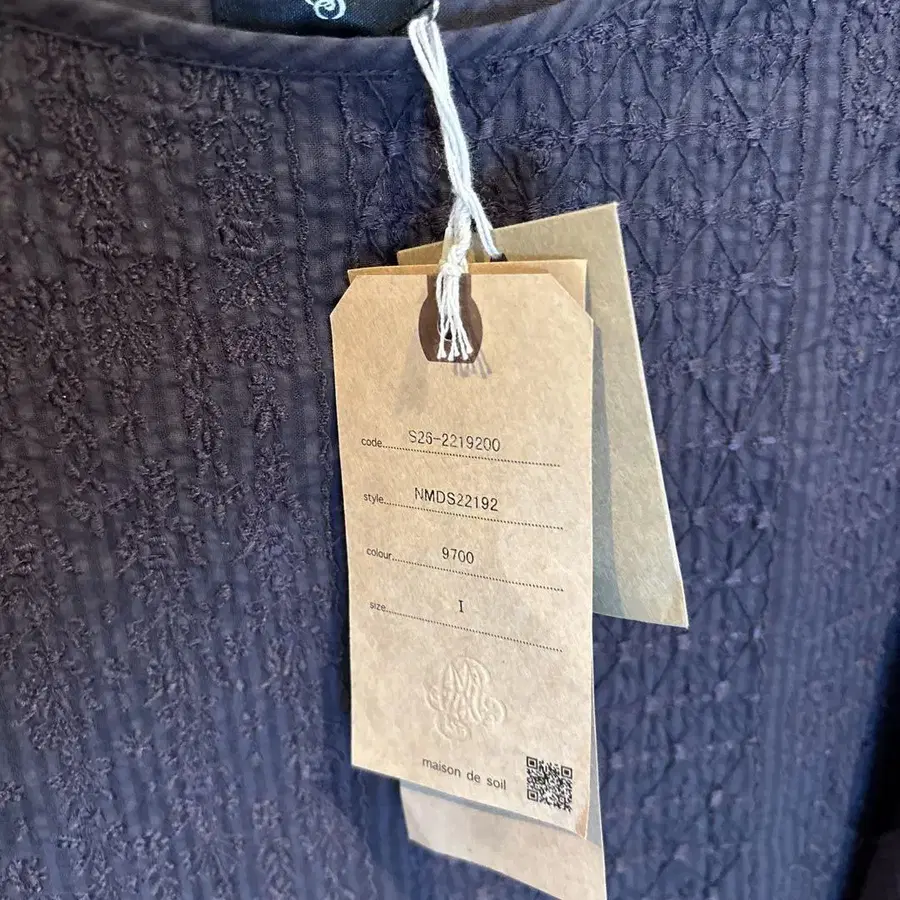 code........ S26-2219200
style........ NMDS22192
colour........ 9700
size........ I
maison de soil